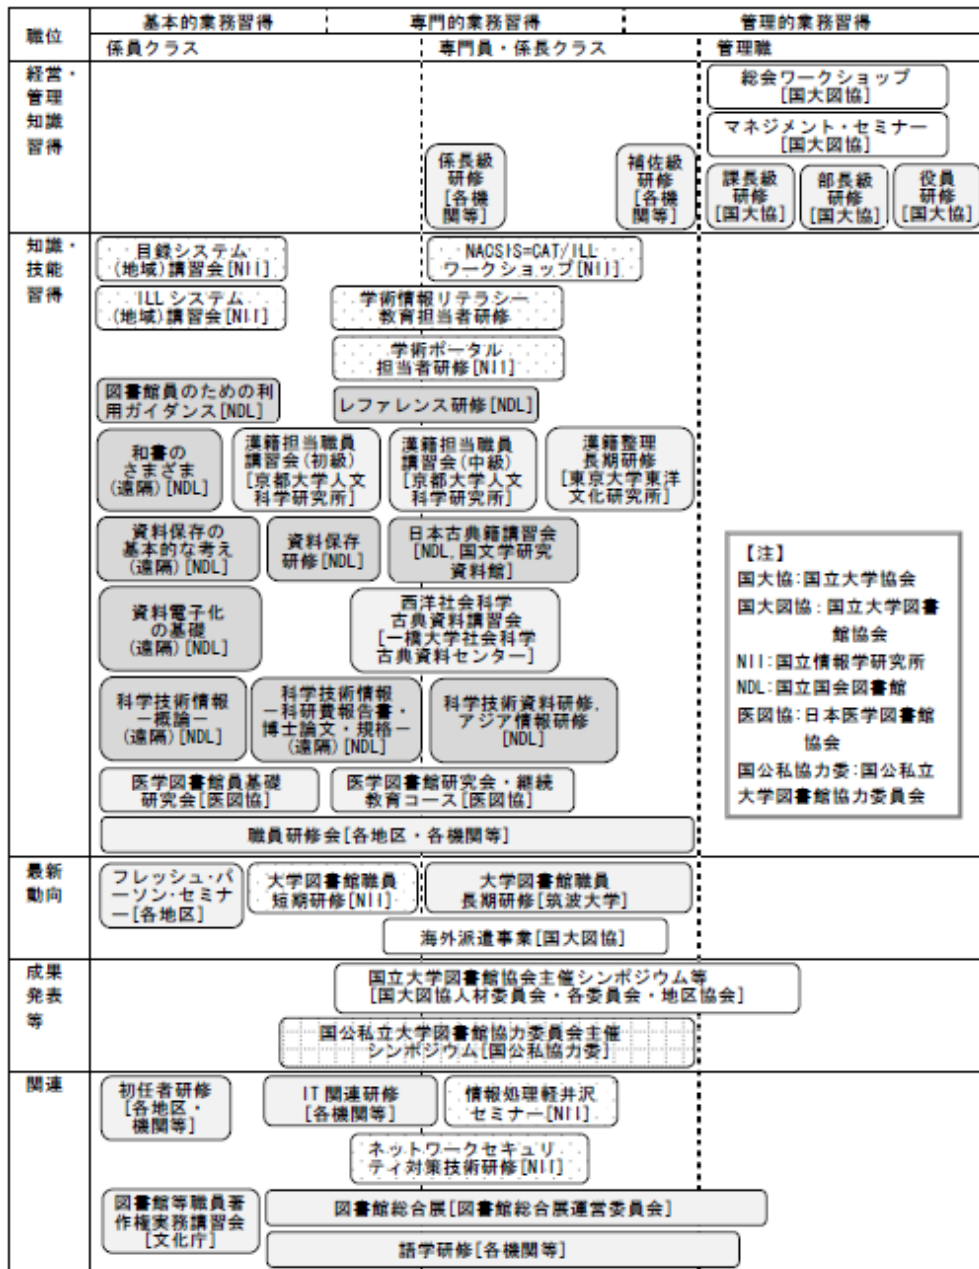 職位
基本的業務習得
専門的業務習得
管理的業務習得
係員クラス
専門員・係長クラス
管理職
経営・
管理
知識
習得
総会ワークショップ
[国大図協]
マネジメント・セミナー
[国大図協]
係長級
研修
[各機
関等]
補佐級
研修
[各機
関等]
課長級
研修
[国大協]
部長級
研修
[国大協]
役員
研修
[国大協]
知識・
技能
習得
目録システム
(地域)講習会[NII]
NACSIS=CAT/ILL
ワークショップ[NII]
ILLシステム
(地域)講習会[NII]
学術情報リテラシー
教育担当者研修
学術ポータル
担当者研修[NII]
図書館員のための利
用ガイダンス[NDL]
レファレンス研修[NDL]
和書の
さまざま
(遠隔)[NDL]
漢籍担当職員
講習会(初級)
[京都大学人文
科学研究所]
漢籍担当職員
講習会(中級)
[京都大学人文
科学研究所]
漢籍整理
長期研修
[東京大学東洋
文化研究所]
資料保存の
基本的な考え
(遠隔)[NDL]
資料保存
研修[NDL]
日本古典籍講習会
[NDL,国文学研究
資料館]
資料電子化
の基礎
(遠隔)[NDL]
西洋社会科学
古典資料講習会
[一橋大学社会科学
古典資料センター]
科学技術情報
－概論－
(遠隔)[NDL]
科学技術情報
－科研費報告書・
博士論文・規格－
(遠隔)[NDL]
科学技術資料研修,
アジア情報研修
[NDL]
医学図書館員基礎
研究会[医図協]
医学図書館研究会・継続
教育コース[医図協]
職員研修会[各地区・各機関等]
【注】
国大協:国立大学協会
国大図協:国立大学図書
館協会
NII:国立情報学研究所
NDL:国立国会図書館
医図協:日本医学図書館
協会
国公私協力委:国公私立
大学図書館協力委員会
最新
動向
フレッシュ・パ
ーソン・セミナ
ー[各地区]
大学図書館職員
短期研修[NII]
大学図書館職員
長期研修[筑波大学]
海外派遣事業[国大図協]
成果
発表
等
国立大学図書館協会主催シンポジウム等
[国大図協人材委員会・各委員会・地区協会]
国公私立大学図書館協力委員会主催
シンポジウム[国公私協力委]
関連
初任者研修
[各地区・
機関等]
IT関連研修
[各機関等]
情報処理軽井沢
セミナー[NII]
ネットワークセキュリ
ティ対策技術研修[NII]
図書館等職員著
作権実務講習会
[文化庁]
図書館総合展[図書館総合展運営委員会]
語学研修[各機関等]